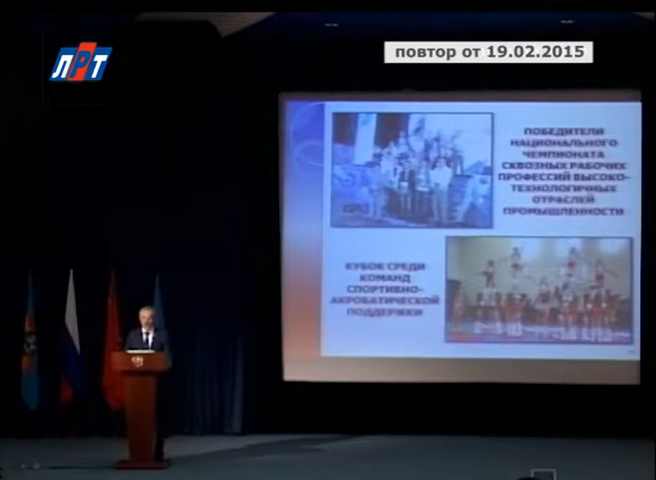 ЛРТ
повтор от 19.02.2015
ПОБЕДИТЕЛИ
НАЦИОНАЛЬНОГО
ЧЕМПИОНАТА
СКВОЗНЫХ РАБОЧИХ
ПРОФЕССИЙ ВЫСОКО-
ТЕХНОЛОГИЧНЫХ
ОТРАСЛЕЙ
ПРОМЫШЛЕННОСТИ
КУБОК СРЕДИ
КОМАНД
СПОРТИВНО-
АКРОБАТИЧЕСКОЙ
ПОДДЕРЖКИ